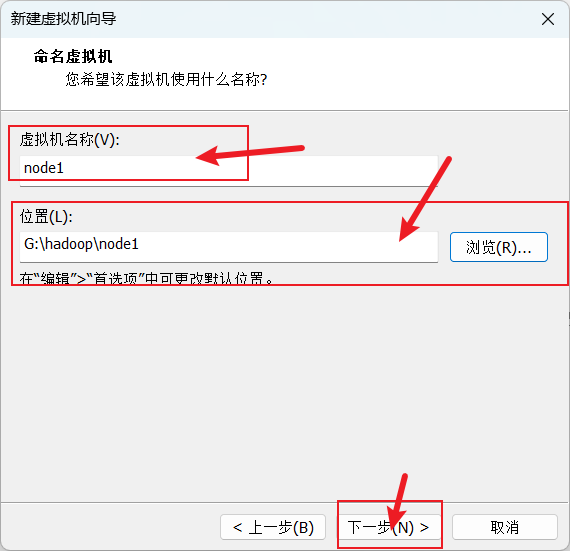 新建虚拟机向导
命名虚拟机
您希望该虚拟机使用什么名称?
虚拟机名称(V):
node1
位置(L):
G:\hadoop\node1
浏览(R)...
在“编辑”>“首选项”中可更改默认位置。
< 上一步(B)
下一步(N) >
取消